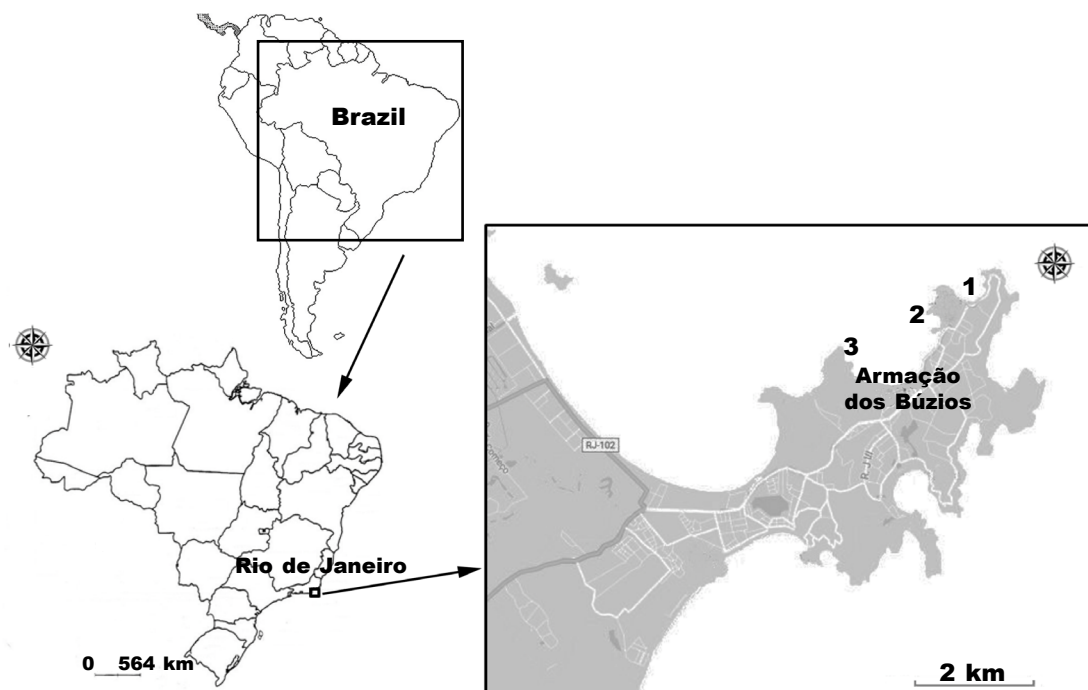 Brazil
Rio de Janeiro
0 564 km
1
2
3
Armação
dos Búzios
RJ-102
2 km